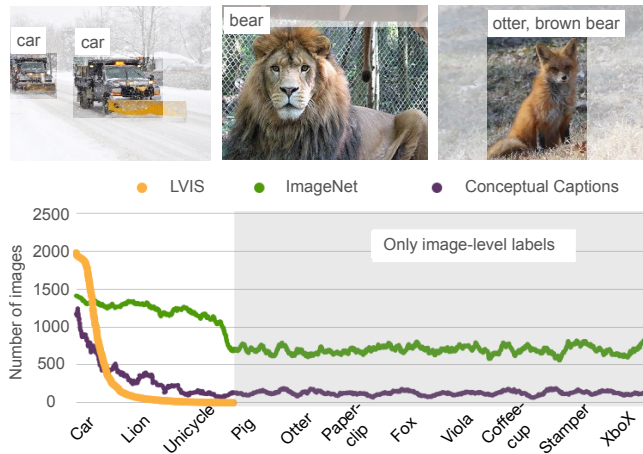 car
car
bear
otter, brown bear
LVIS
ImageNet
Conceptual Captions
Only image-level labels
Number of images
2500
2000
1500
1000
500
0
Car
Lion
Unicycle
Pig
Otter
Paper-
clip
Fox
Viola
Coffee-
cup
Stamper
XboX